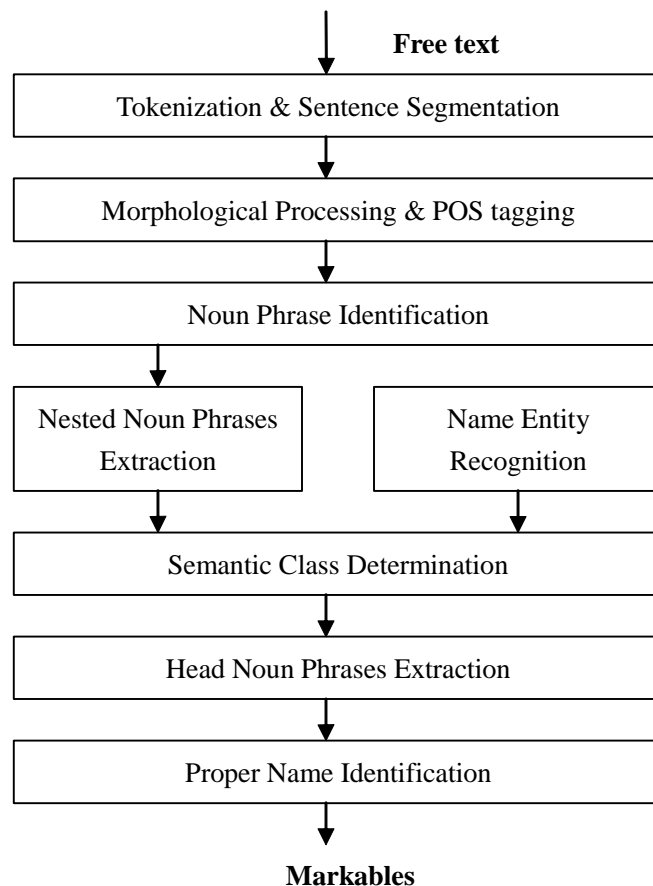 Free text
Tokenization & Sentence Segmentation
Morphological Processing & POS tagging
Noun Phrase Identification
Nested Noun Phrases
Extraction
Name Entity
Recognition
Semantic Class Determination
Head Noun Phrases Extraction
Proper Name Identification
Markables